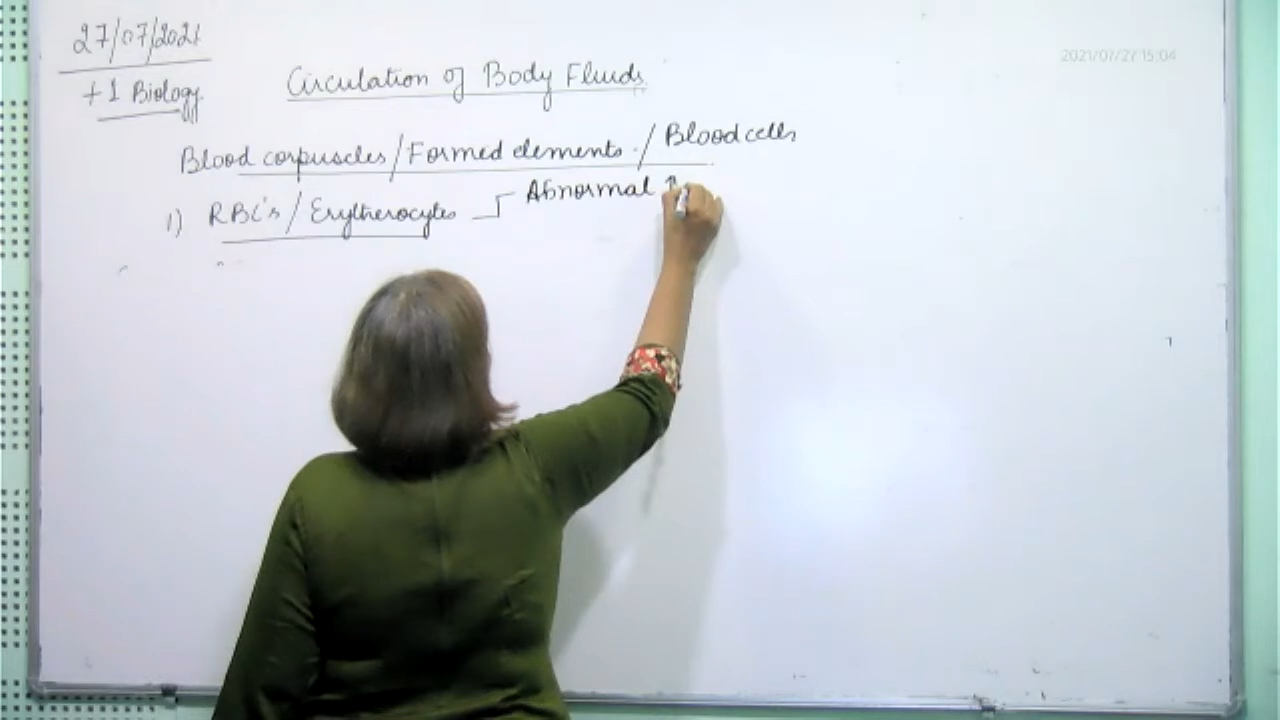 27/07/2021
+1 Biology
2021/07/27 15:04
Circulation of Body Fluids
Blood corpuscles/Formed elements./Blood cells
1) RBC's/Erytherocytes Abnormal ↑